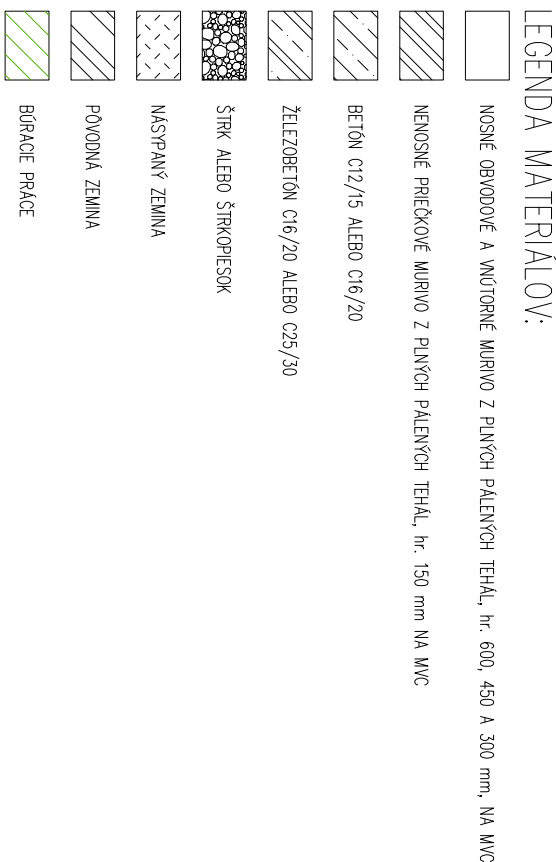 LEGENDA MATERIÁLOV:
NOSNÉ OBVODOVÉ A VNÚTORNÉ MURIVO Z PLNÝCH PÁLENÝCH TEHÁL, hr. 600, 450 A 300 mm, NA MVC
NENOSNÉ PRIEČKOVÉ MURIVO Z PLNÝCH PÁLENÝCH TEHÁL, hr. 150 mm NA MVC
BETÓN C12/15 ALEBO C16/20
ŽELEZOBETÓN C16/20 ALEBO C25/30
ŠTRK ALEBO ŠTRKOPIESOK
NÁSYPANÝ ZEMINA
PÔVODNÁ ZEMINA
BÚRACIE PRÁCE